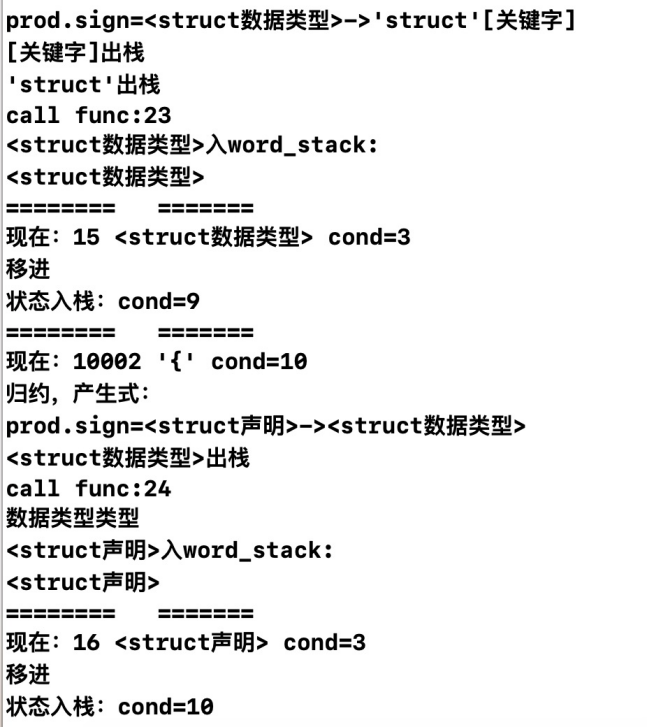 prod.sign=<struct数据类型>->'struct'[关键字]
[关键字]出栈
'struct'出栈
call func:23
<struct数据类型>入word_stack:
<struct数据类型>
======== =======
现在: 15 <struct数据类型> cond=3
移进
状态入栈: cond=9
======== =======
现在: 10002 '{' cond=10
归约, 产生式:
prod.sign=<struct声明>-><struct数据类型>
<struct数据类型>出栈
call func:24
数据类型类型
<struct声明>入word_stack:
<struct声明>
======== =======
现在: 16 <struct声明> cond=3
移进
状态入栈: cond=10